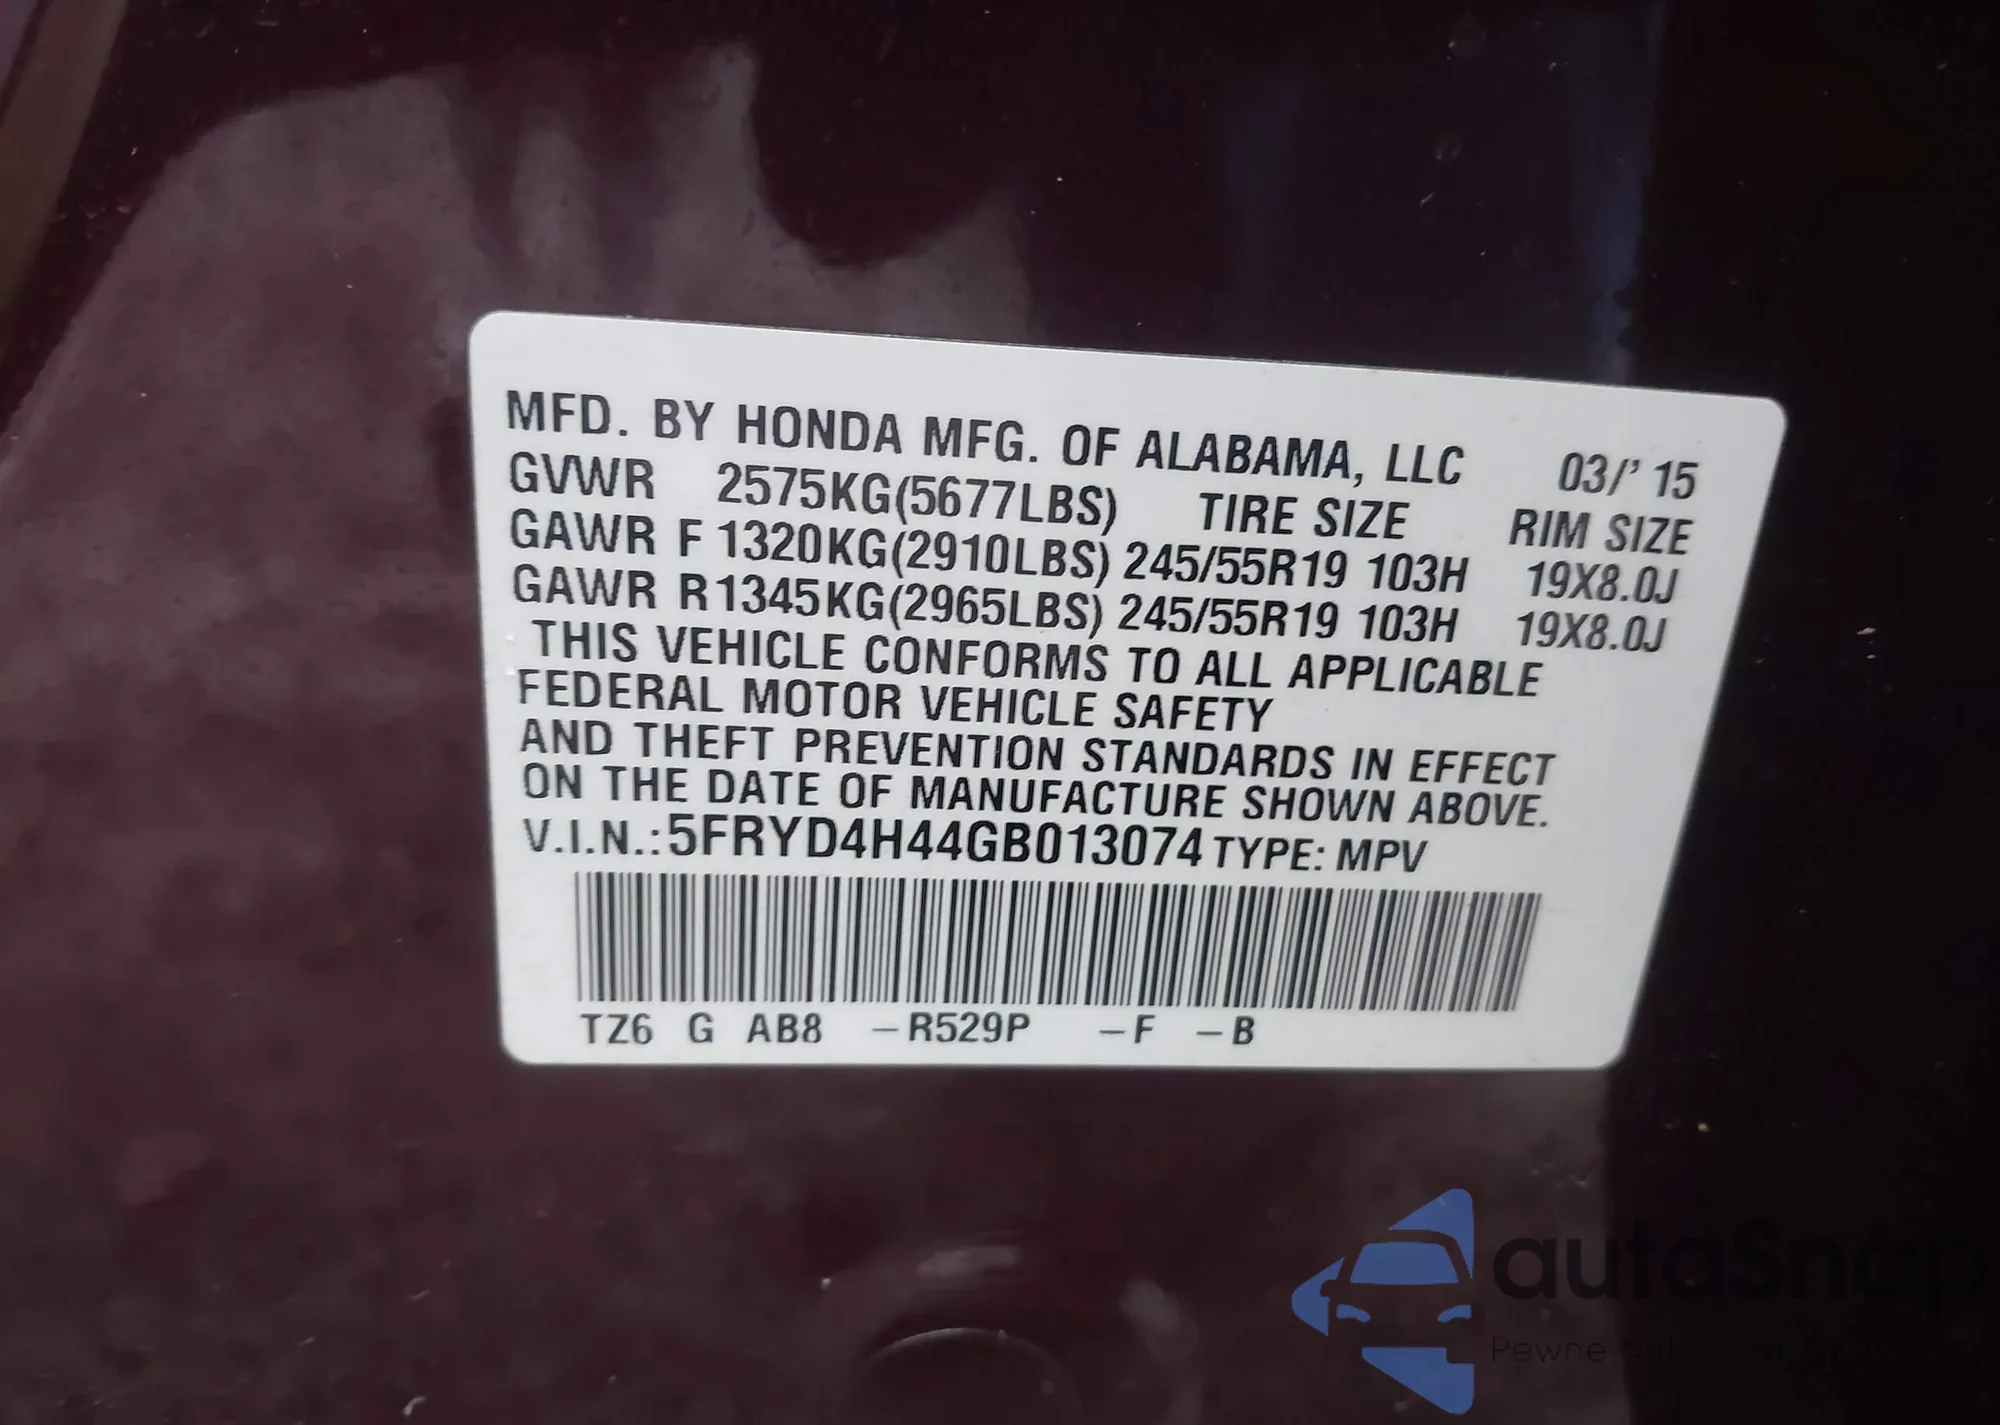 MFD. BY HONDA MFG. OF ALABAMA, LLC 03/' 15
GVWR 2575KG(5677LBS) TIRE SIZE RIM SIZE
GAWR F 1320KG(2910LBS) 245/55R19 103H 19X8.0J
GAWR R 1345KG(2965LBS) 245/55R19 103H 19X8.0J
THIS VEHICLE CONFORMS TO ALL APPLICABLE
FEDERAL MOTOR VEHICLE SAFETY
AND THEFT PREVENTION STANDARDS IN EFFECT
ON THE DATE OF MANUFACTURE SHOWN ABOVE.
V.I.N.: 5FRYD4H44GB013074 TYPE: MPV
TZ6 G AB8 –R529P –F –B
autaSnap
Pewne